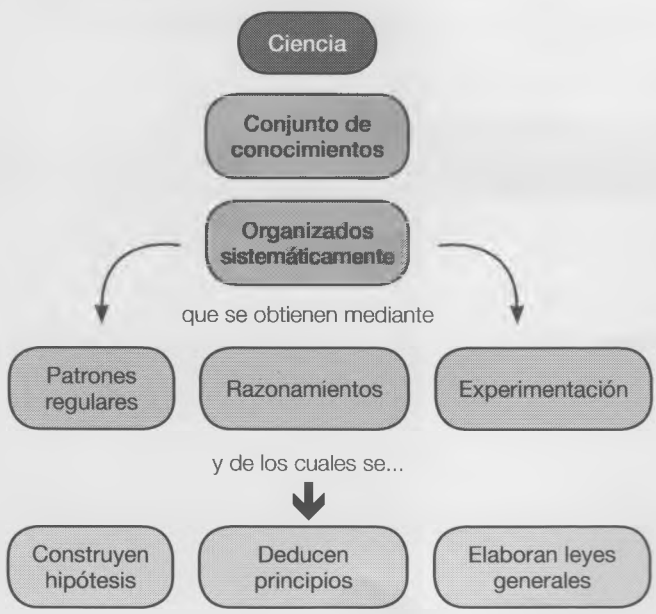 Ciencia
Conjunto de
conocimientos
Organizados
sistemáticamente
que se obtienen mediante
Patrones
regulares
Razonamientos
Experimentación
y de los cuales se...
Construyen
hipótesis
Deducen
principios
Elaboran leyes
generales